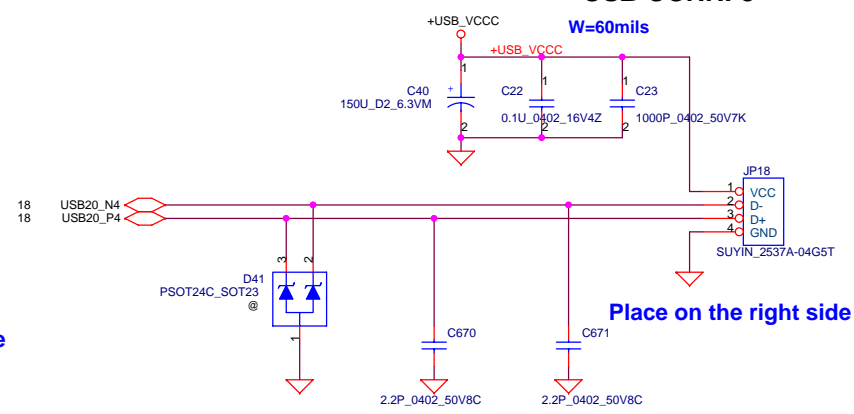 +USB_VCCC
W=60mils
+USB_VCCC
1
1
1
C40
C22
C23
+
150U_D2_6.3VM
0.1U_0402_16V4Z
1000P_0402_50V7K
2
2
2
JP18
18 USB20_N4
18 USB20_P4
1 VCC
2 D-
3 D+
4 GND
SUYIN_2537A-04G5T
3
2
D41
PSOT24C_SOT23
@
1
Place on the right side
C670
C671
2.2P_0402_50V8C
2.2P_0402_50V8C